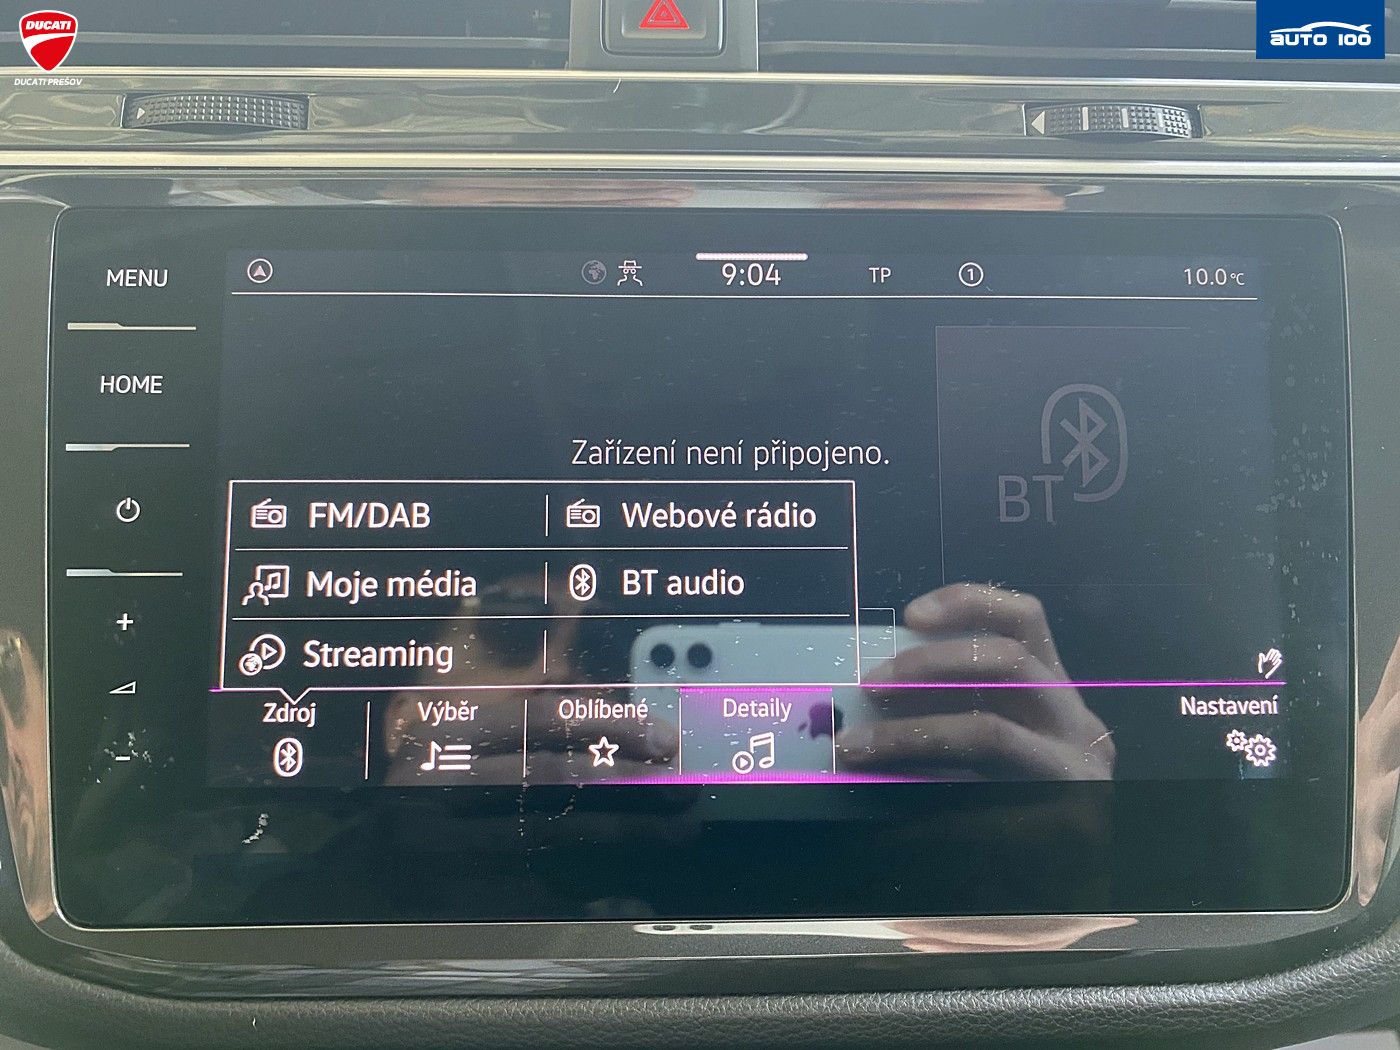 DUCATI
DUCATI PREŠOV
AUTO 100
MENU
HOME
+
-
9:04
TP
1
10.0°C
Zařízení není připojeno.
BT
FM/DAB
Webové rádio
Moje média
BT audio
Streaming
Zdroj
Výběr
Oblíbené
Detaily
Nastavení